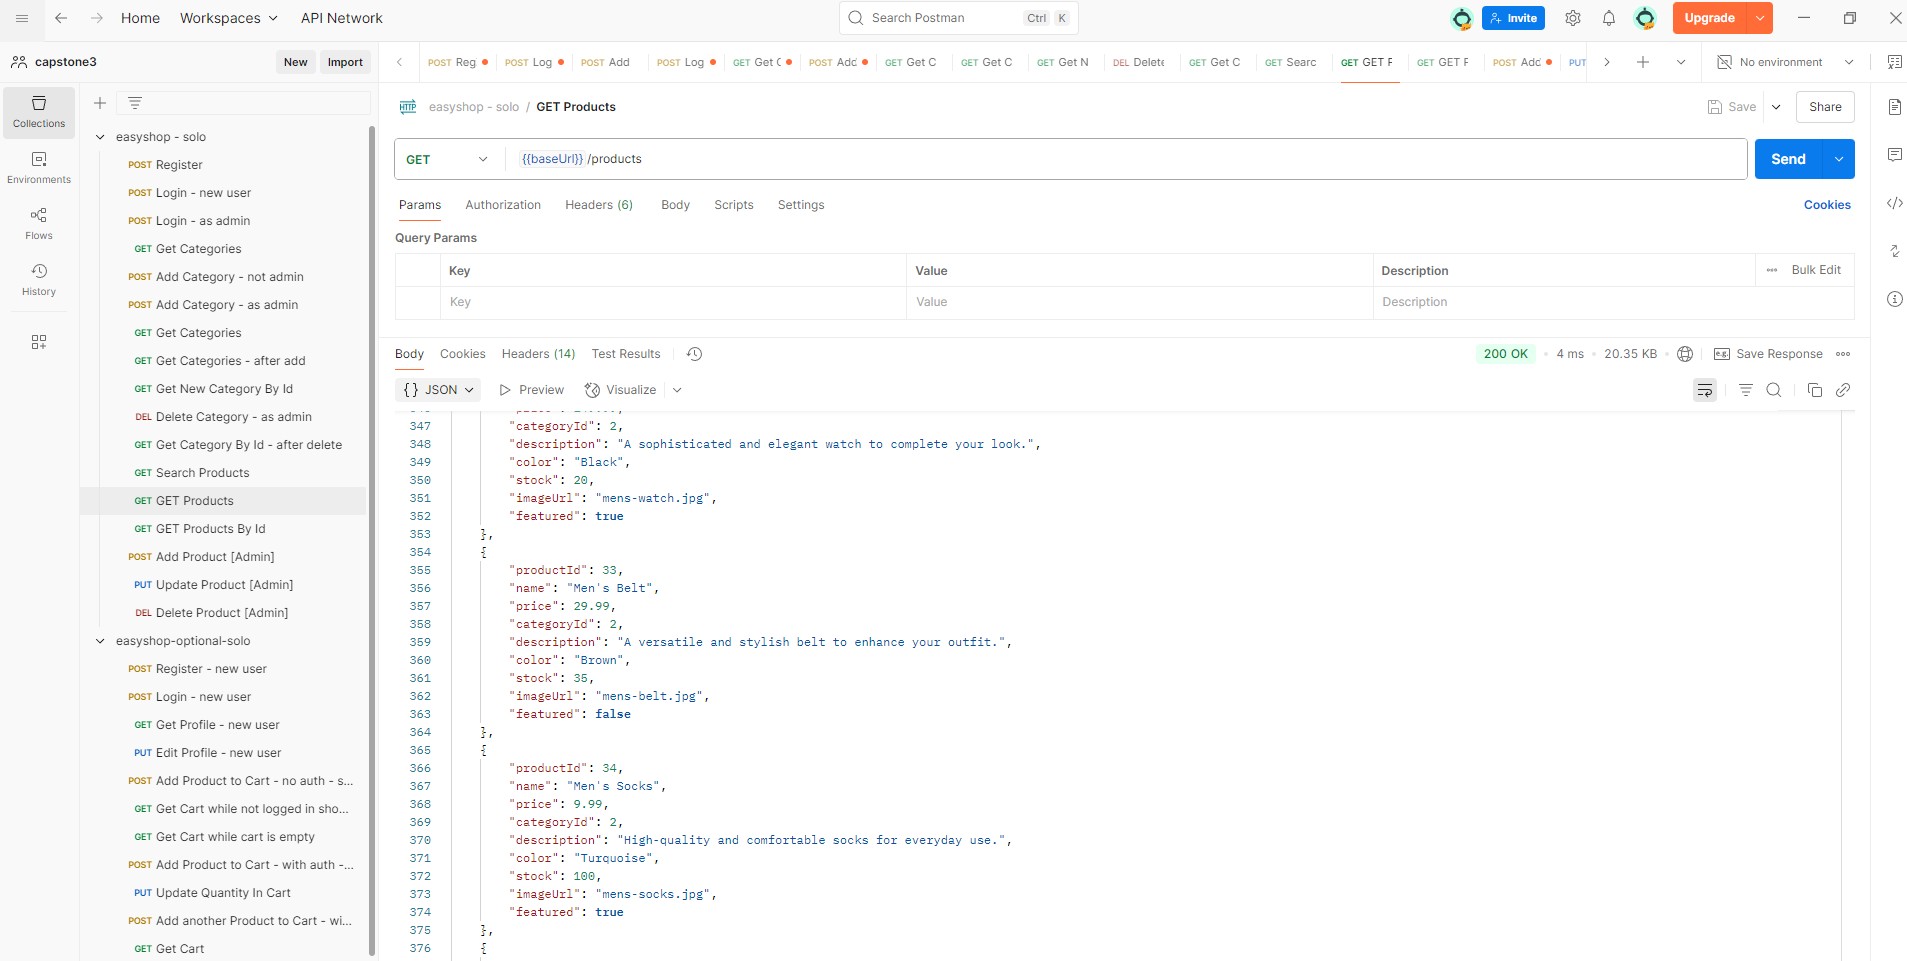 Home Workspaces API Network Search Postman Ctrl K Invite Upgrade
capstone3 New Import
POST Reg POST Log POST Add POST Log GET Get C POST Add GET Get C GET Get C GET Get N DEL Delete GET Get C GET Searc GET GET F GET GET F POST Add PUT No environment
Collections
Environments
Flows
History
easyshop - solo
POST Register
POST Login - new user
POST Login - as admin
GET Get Categories
POST Add Category - not admin
POST Add Category - as admin
GET Get Categories
GET Get Categories - after add
GET Get New Category By Id
DEL Delete Category - as admin
GET Get Category By Id - after delete
GET Search Products
GET GET Products
GET GET Products By Id
POST Add Product [Admin]
PUT Update Product [Admin]
DEL Delete Product [Admin]
easyshop-optional-solo
POST Register - new user
POST Login - new user
GET Get Profile - new user
PUT Edit Profile - new user
POST Add Product to Cart - no auth - s...
GET Get Cart while not logged in sho...
GET Get Cart while cart is empty
POST Add Product to Cart - with auth -...
PUT Update Quantity In Cart
POST Add another Product to Cart - wi...
GET Get Cart
HTTP easyshop - solo / GET Products Save Share
GET {{baseUrl}} /products Send
Params Authorization Headers (6) Body Scripts Settings Cookies
Query Params
Key Value Description Bulk Edit
Key Value Description
Body Cookies Headers (14) Test Results 200 OK 4 ms 20.35 KB e.g. Save Response
{} JSON Preview Visualize
347 "categoryId": 2,
348 "description": "A sophisticated and elegant watch to complete your look.",
349 "color": "Black",
350 "stock": 20,
351 "imageUrl": "mens-watch.jpg",
352 "featured": true
353 },
354 {
355 "productId": 33,
356 "name": "Men's Belt",
357 "price": 29.99,
358 "categoryId": 2,
359 "description": "A versatile and stylish belt to enhance your outfit.",
360 "color": "Brown",
361 "stock": 35,
362 "imageUrl": "mens-belt.jpg",
363 "featured": false
364 },
365 {
366 "productId": 34,
367 "name": "Men's Socks",
368 "price": 9.99,
369 "categoryId": 2,
370 "description": "High-quality and comfortable socks for everyday use.",
371 "color": "Turquoise",
372 "stock": 100,
373 "imageUrl": "mens-socks.jpg",
374 "featured": true
375 },
376 {